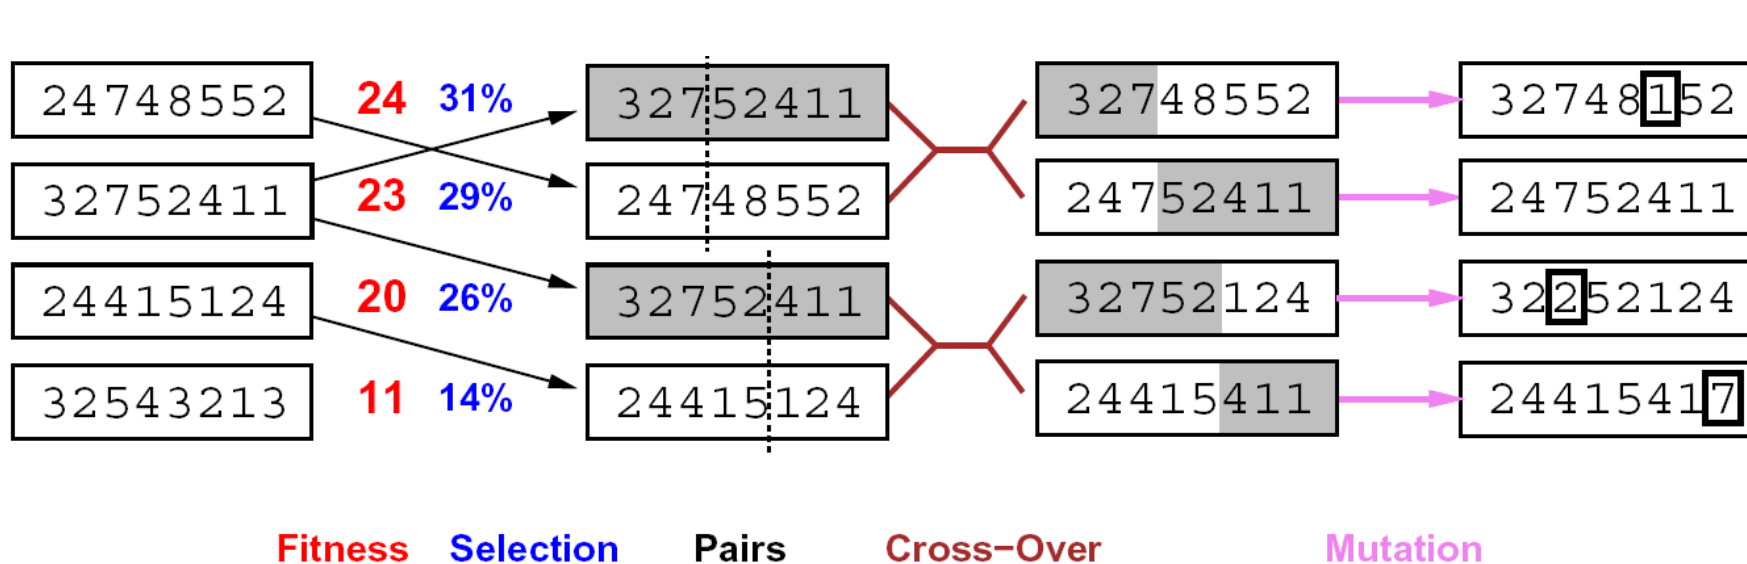 24748552 24 31% 32752411 32748552 32748152
32752411 23 29% 24748552 24752411 24752411
24415124 20 26% 32752411 32752124 32252124
32543213 11 14% 24415124 24415411 24415417
Fitness Selection Pairs Cross−Over Mutation